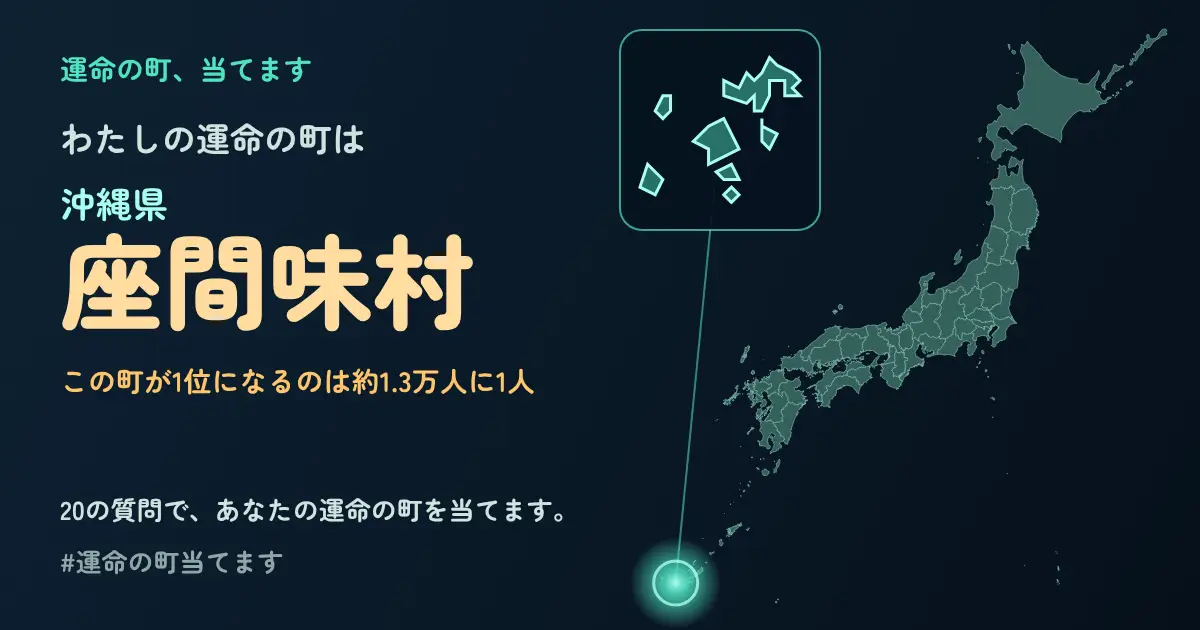 運命の町、当てます
わたしの運命の町は
沖縄県
座間味村
この町が1位になるのは約1.3万人に1人
20の質問で、あなたの運命の町を当てます。
#運命の町当てます